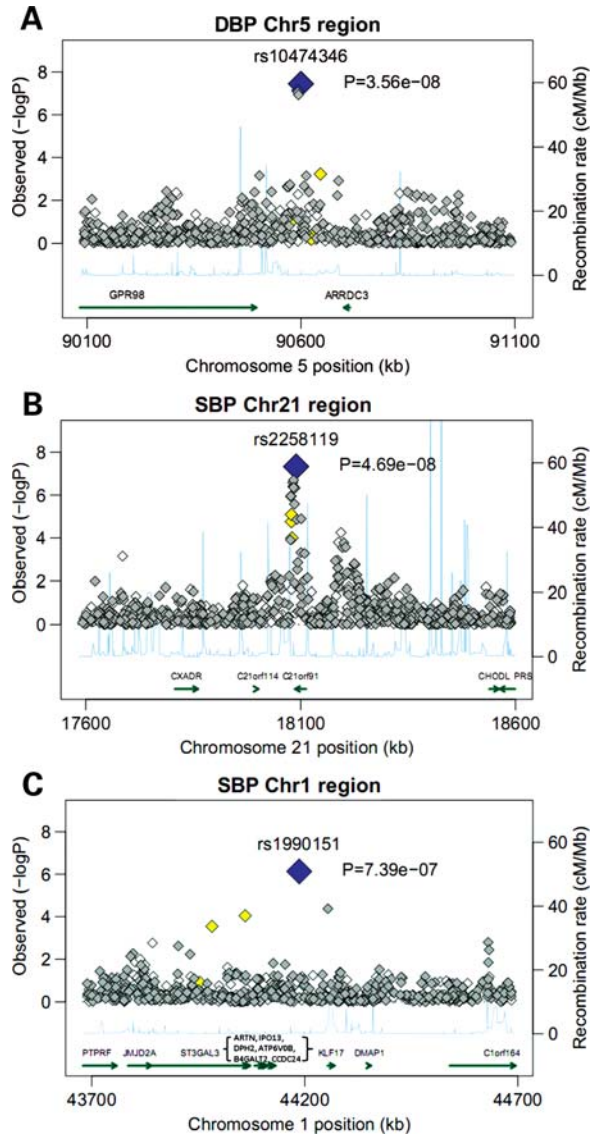 A
DBP Chr5 region
rs10474346
P=3.56e-08
Observed (−logP)
8
6
4
2
0
Recombination rate (cM/Mb)
60
40
20
10
0
GPR98
ARRDC3
90100
90600
91100
Chromosome 5 position (kb)
B
SBP Chr21 region
rs2258119
P=4.69e-08
Observed (−logP)
8
6
4
2
0
Recombination rate (cM/Mb)
60
40
20
10
0
CXADR
C21orf114
C21orf91
CHODL
PRS
17600
18100
18600
Chromosome 21 position (kb)
C
SBP Chr1 region
rs1990151
P=7.39e-07
Observed (−logP)
8
6
4
2
0
Recombination rate (cM/Mb)
60
40
20
10
0
PTPRF
JMJD2A
ST3GAL3
ARTN, IPO13,
DPH2, ATP6V0B,
B4GALT2, CCDC24
KLF17
DMAP1
C1orf164
43700
44200
44700
Chromosome 1 position (kb)